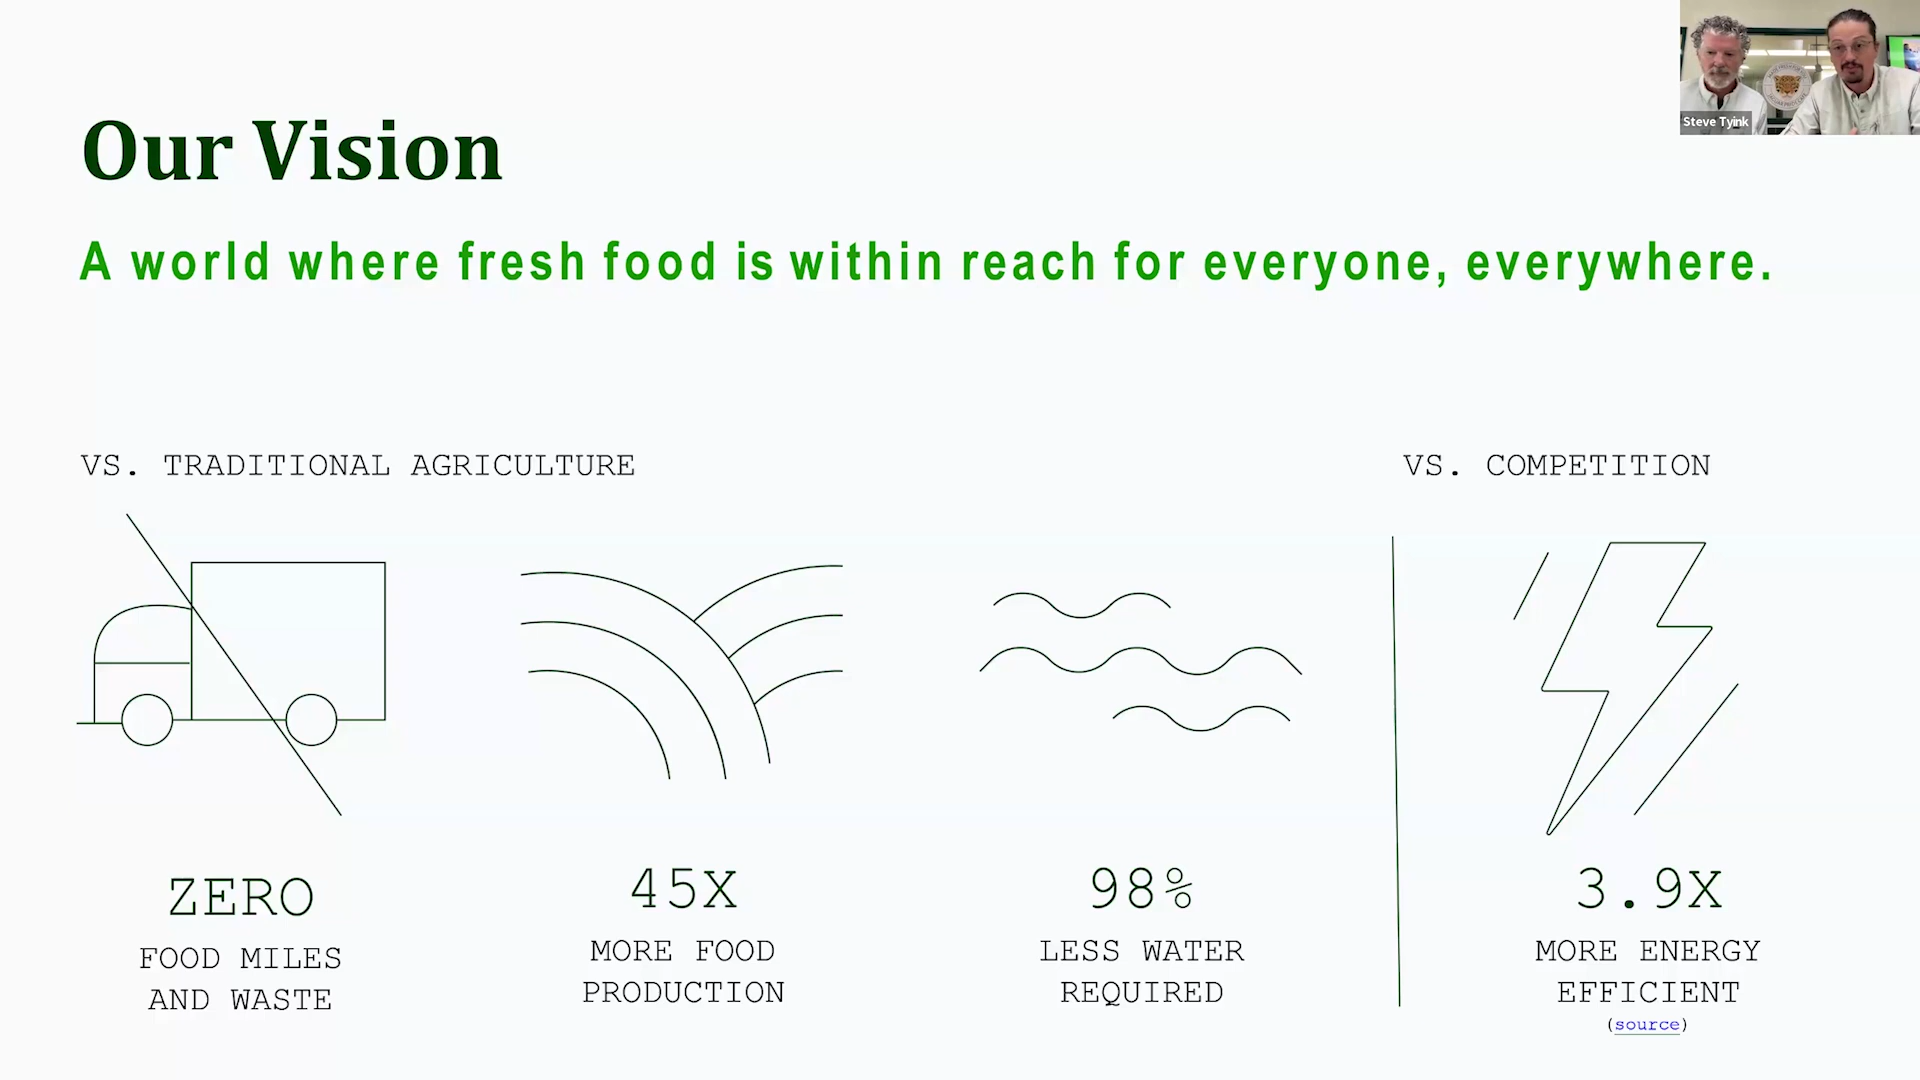 Steve Tyink
Our Vision
A world where fresh food is within reach for everyone, everywhere.
VS. TRADITIONAL AGRICULTURE
VS. COMPETITION
ZERO
FOOD MILES
AND WASTE
45X
MORE FOOD
PRODUCTION
98%
LESS WATER
REQUIRED
3.9X
MORE ENERGY
EFFICIENT
(source)